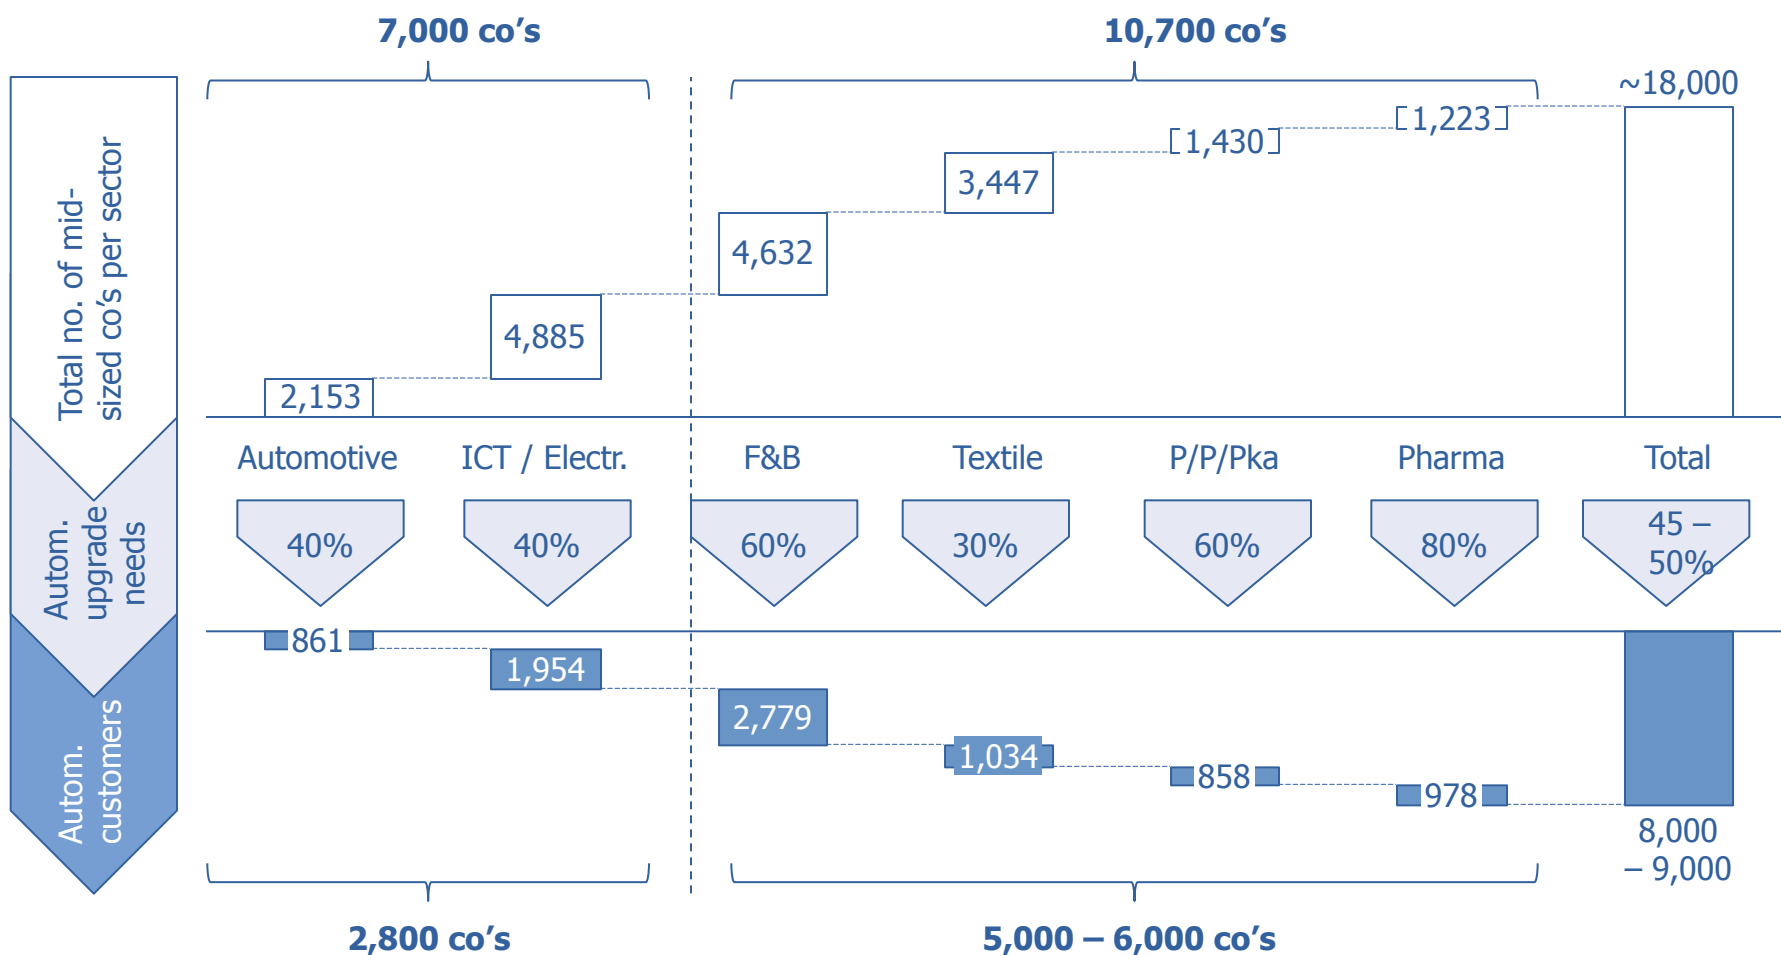 7,000 co’s
10,700 co’s
~18,000
Total no. of mid-
sized co’s per sector
2,153
4,885
4,632
3,447
1,430
1,223
Automotive
ICT / Electr.
F&B
Textile
P/P/Pka
Pharma
Total
Autom.
upgrade
needs
40%
40%
60%
30%
60%
80%
45 –
50%
Autom.
customers
861
1,954
2,779
1,034
858
978
8,000
– 9,000
2,800 co’s
5,000 – 6,000 co’s